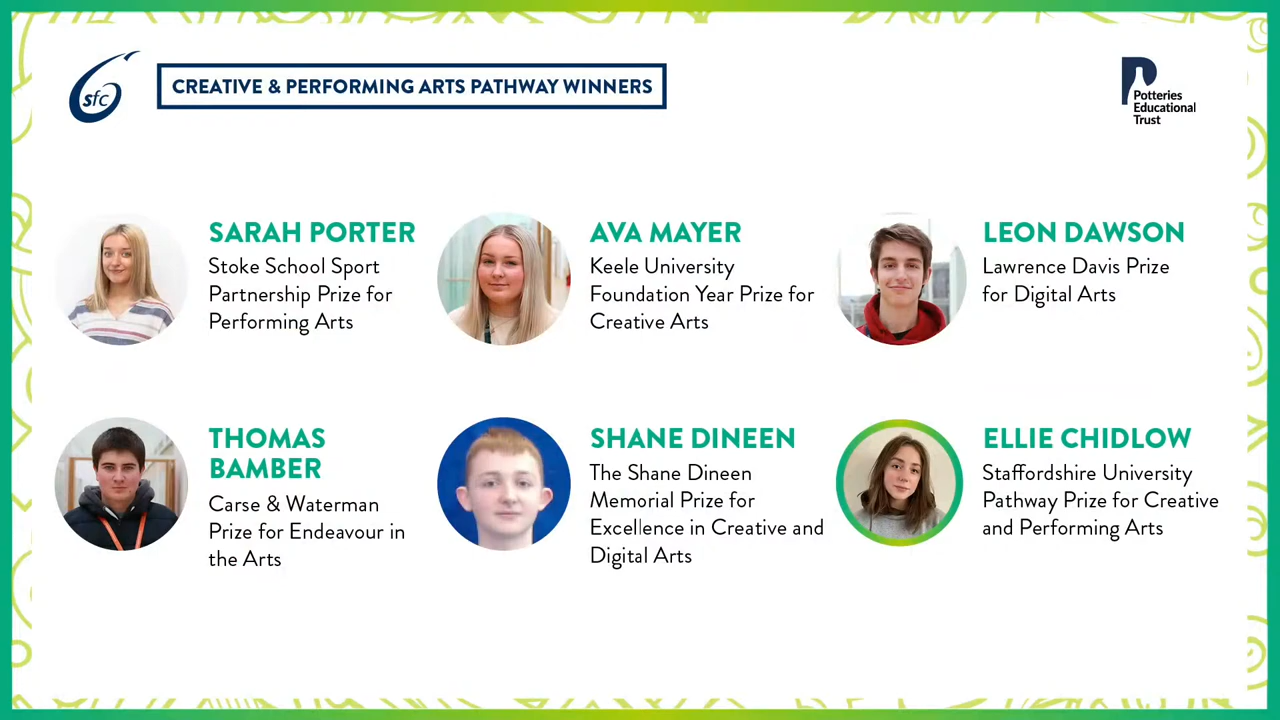 sfc
CREATIVE & PERFORMING ARTS PATHWAY WINNERS
Potteries
Educational
Trust
SARAH PORTER
Stoke School Sport
Partnership Prize for
Performing Arts
AVA MAYER
Keele University
Foundation Year Prize for
Creative Arts
LEON DAWSON
Lawrence Davis Prize
for Digital Arts
THOMAS
BAMBER
Carse & Waterman
Prize for Endeavour in
the Arts
SHANE DINEEN
The Shane Dineen
Memorial Prize for
Excellence in Creative and
Digital Arts
ELLIE CHIDLOW
Staffordshire University
Pathway Prize for Creative
and Performing Arts